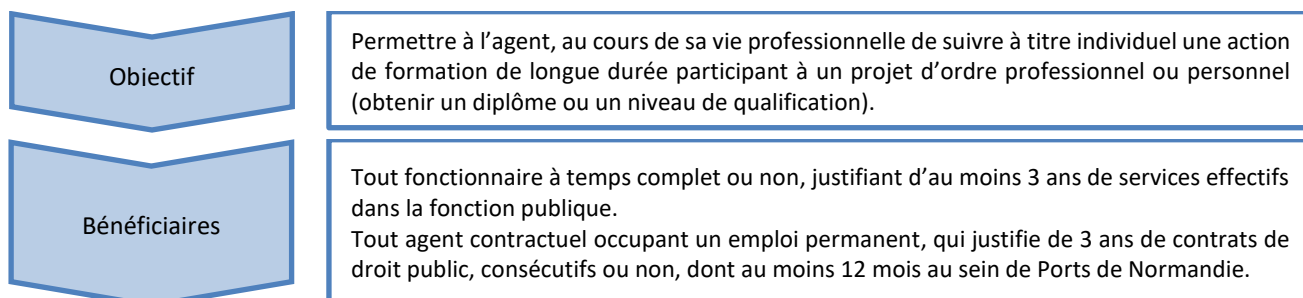 Objectif
Permettre à l’agent, au cours de sa vie professionnelle de suivre à titre individuel une action
de formation de longue durée participant à un projet d’ordre professionnel ou personnel
(obtenir un diplôme ou un niveau de qualification).
Bénéficiaires
Tout fonctionnaire à temps complet ou non, justifiant d’au moins 3 ans de services effectifs
dans la fonction publique.
Tout agent contractuel occupant un emploi permanent, qui justifie de 3 ans de contrats de
droit public, consécutifs ou non, dont au moins 12 mois au sein de Ports de Normandie.